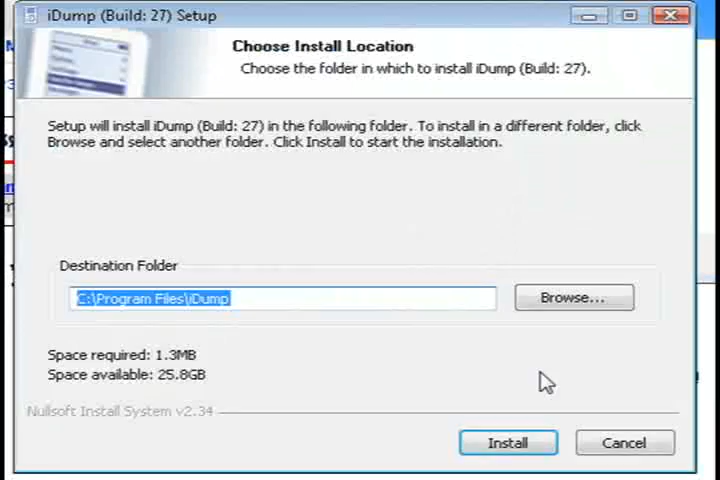 iDump (Build: 27) Setup
Choose Install Location
Choose the folder in which to install iDump (Build: 27).
Setup will install iDump (Build: 27) in the following folder. To install in a different folder, click
Browse and select another folder. Click Install to start the installation.
Destination Folder
C:\Program Files\iDump
Browse...
Space required: 1.3MB
Space available: 25.8GB
Nullsoft Install System v2.34
Install
Cancel